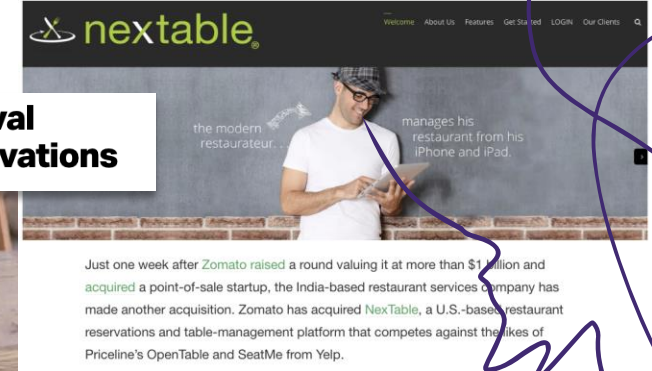 nextable®
Welcome About Us Features Get Started LOGIN Our Clients
the modern
restaurateur. . .
manages his
restaurant from his
iPhone and iPad.
Just one week after Zomato raised a round valuing it at more than $1 billion and
acquired a point-of-sale startup, the India-based restaurant services company has
made another acquisition. Zomato has acquired NexTable, a U.S.-based restaurant
reservations and table-management platform that competes against the likes of
Priceline's OpenTable and SeatMe from Yelp.